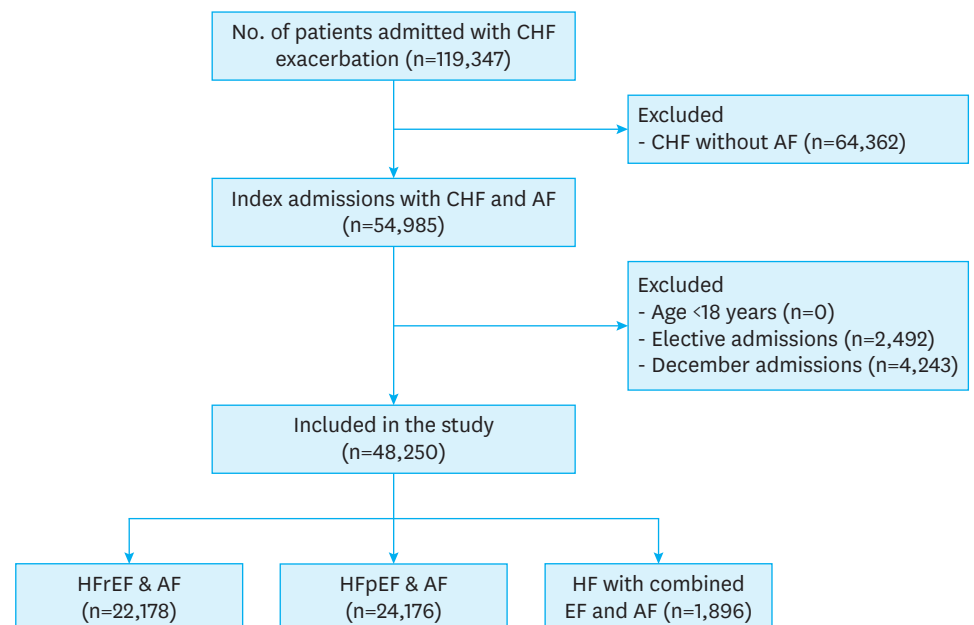 No. of patients admitted with CHF
exacerbation (n=119,347)
Excluded
- CHF without AF (n=64,362)
Index admissions with CHF and AF
(n=54,985)
Excluded
- Age <18 years (n=0)
- Elective admissions (n=2,492)
- December admissions (n=4,243)
Included in the study
(n=48,250)
HFrEF & AF
(n=22,178)
HFpEF & AF
(n=24,176)
HF with combined
EF and AF (n=1,896)